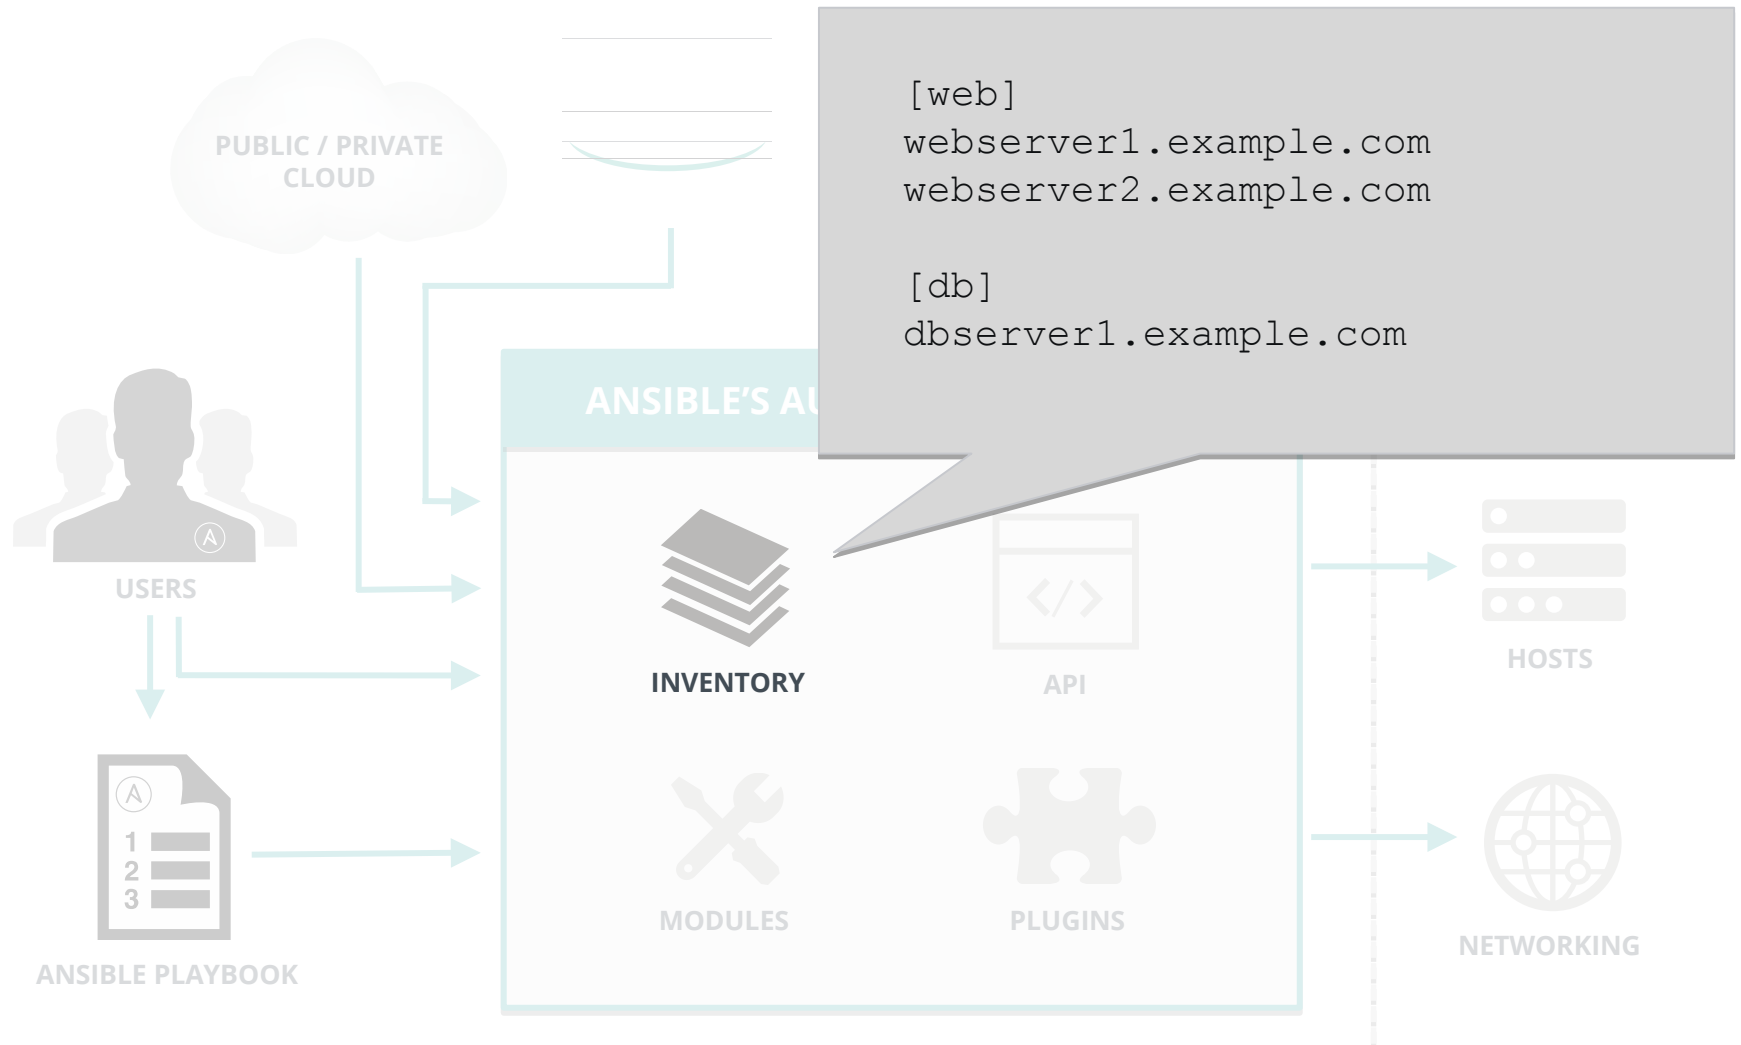 PUBLIC / PRIVATE
CLOUD
[web]
webserver1.example.com
webserver2.example.com
[db]
dbserver1.example.com
ANSIBLE’S
USERS
INVENTORY
API
HOSTS
1
2
3
MODULES
PLUGINS
NETWORKING
ANSIBLE PLAYBOOK